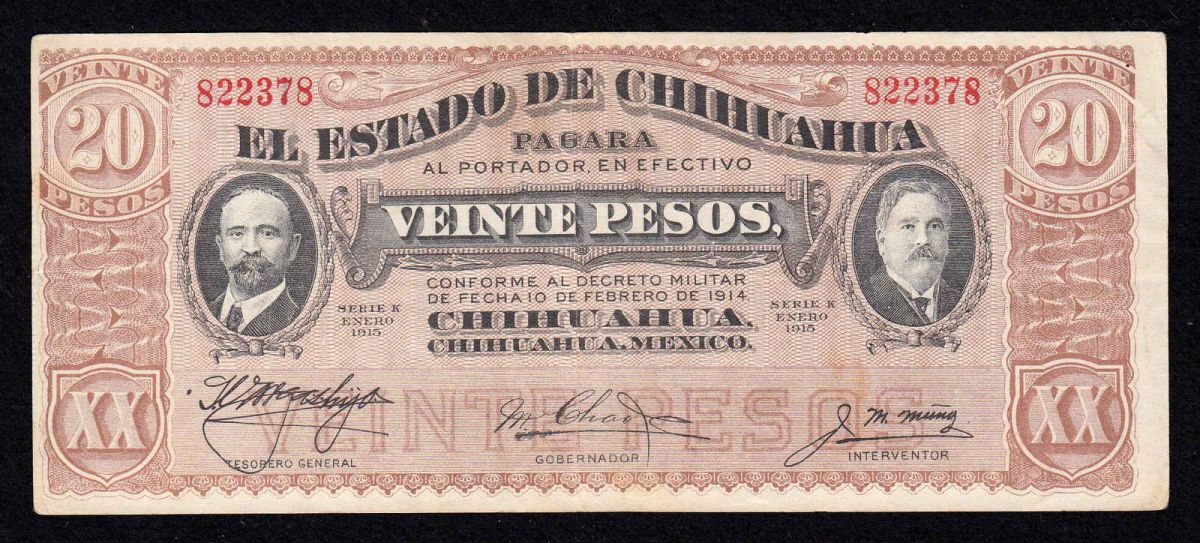 VEINTE
20
PESOS
822378
822378
VEINTE
20
PESOS
EL ESTADO DE CHIHUAHUA
PAGARA
AL PORTADOR, EN EFECTIVO
VEINTE PESOS,
CONFORME AL DECRETO MILITAR
DE FECHA 10 DE FEBRERO DE 1914
CHIHUAHUA,
CHIHUAHUA, MEXICO.
SERIE K
ENERO
1915
SERIE K
ENERO
1915
XX
VEINTE PESOS
XX
TESORERO GENERAL
GOBERNADOR
INTERVENTOR